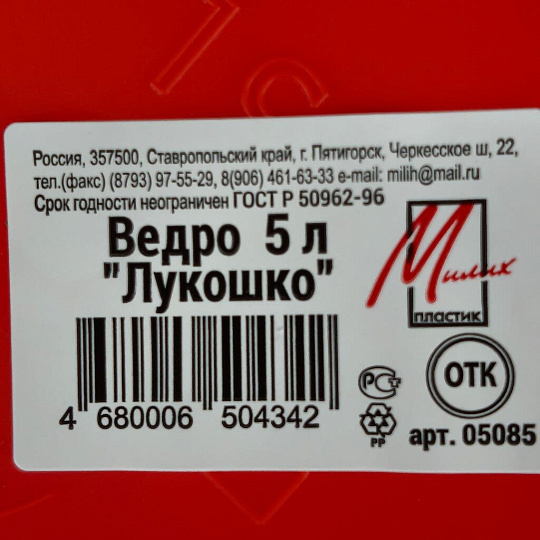 Россия, 357500, Ставропольский край, г. Пятигорск, Черкесское ш, 22,
тел.(факс) (8793) 97-55-29, 8(906) 461-63-33 e-mail: milih@mail.ru
Срок годности неограничен ГОСТ Р 50962-96
Ведро 5 л
"Лукошко"
Милих
пластик
4 680006 504342
РСТ
PP
ОТК
арт. 05085